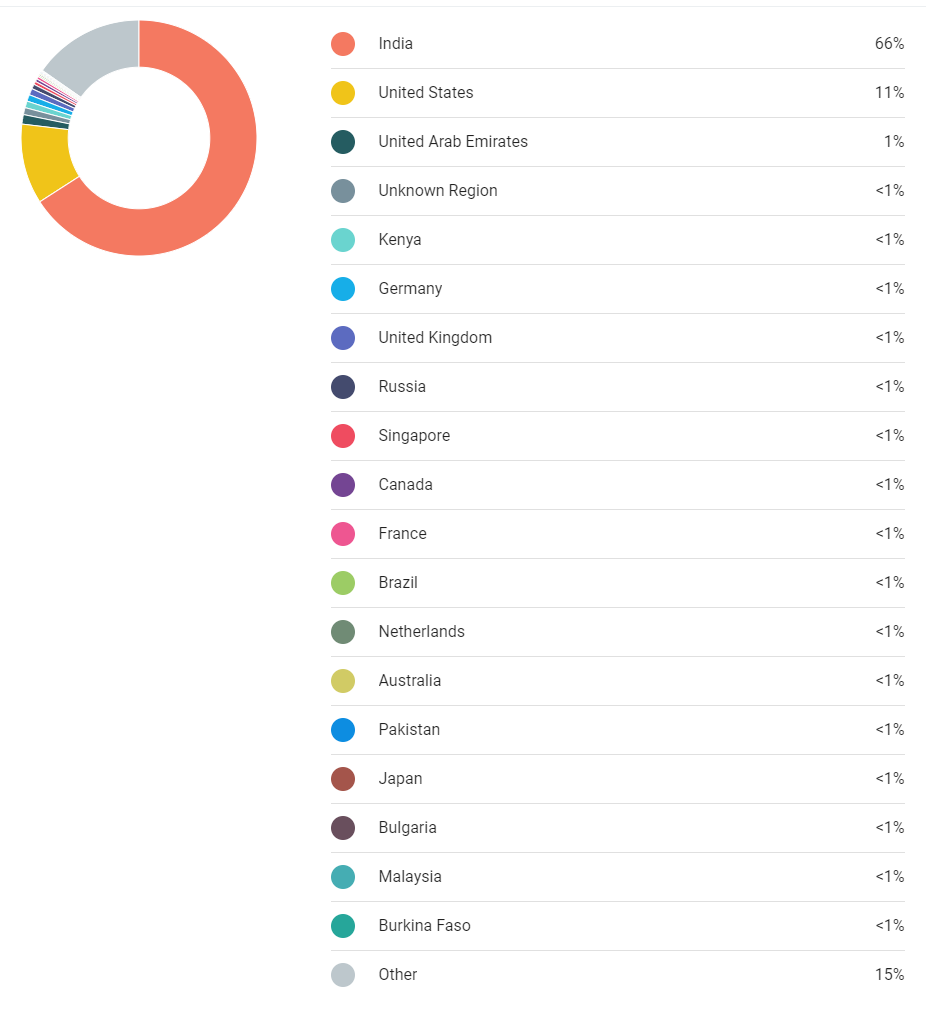 India 66%
United States 11%
United Arab Emirates 1%
Unknown Region <1%
Kenya <1%
Germany <1%
United Kingdom <1%
Russia <1%
Singapore <1%
Canada <1%
France <1%
Brazil <1%
Netherlands <1%
Australia <1%
Pakistan <1%
Japan <1%
Bulgaria <1%
Malaysia <1%
Burkina Faso <1%
Other 15%